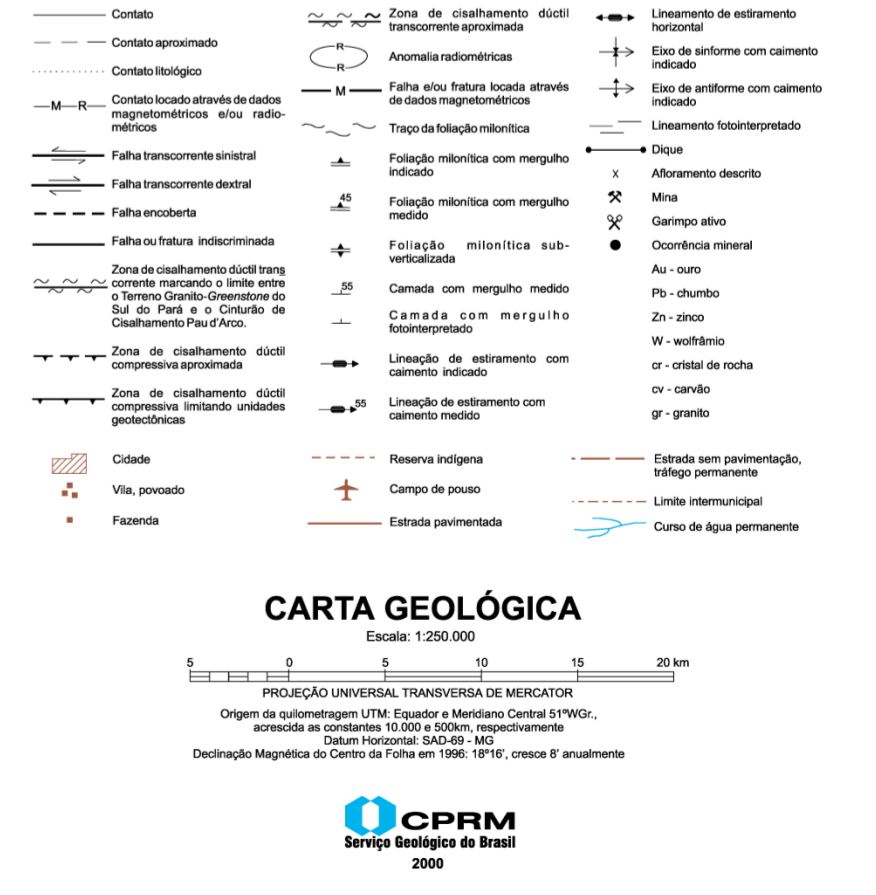 Contato
Contato aproximado
Contato litológico
M R
Contato locado através de dados
magnetométricos e/ou radio-
métricos
Falha transcorrente sinistral
Falha transcorrente dextral
Falha encoberta
Falha ou fratura indiscriminada
Zona de cisalhamento dúctil trans
corrente marcando o limite entre
o Terreno Granito-Greenstone do
Sul do Pará e o Cinturão de
Cisalhamento Pau d'Arco.
Zona de cisalhamento dúctil
compressiva aproximada
Zona de cisalhamento dúctil
compressiva limitando unidades
geotectônicas
Zona de cisalhamento dúctil
transcorrente aproximada
R
R
Anomalia radiométricas
M
Falha e/ou fratura locada através
de dados magnetométricos
Traço da foliação milonítica
Foliação milonítica com mergulho
indicado
45
Foliação milonítica com mergulho
medido
Foliação milonítica sub-
verticalizada
55
Camada com mergulho medido
Camada com mergulho
fotointerpretado
Lineação de estiramento com
caimento indicado
55
Lineação de estiramento com
caimento medido
Lineamento de estiramento
horizontal
Eixo de sinforme com caimento
indicado
Eixo de antiforme com caimento
indicado
Lineamento fotointerpretado
Dique
x
Afloramento descrito
Mina
Garimpo ativo
Ocorrência mineral
Au - ouro
Pb - chumbo
Zn - zinco
W - wolfrâmio
cr - cristal de rocha
cv - carvão
gr - granito
Cidade
Vila, povoado
Fazenda
Reserva indígena
Campo de pouso
Estrada pavimentada
Estrada sem pavimentação,
tráfego permanente
Limite intermunicipal
Curso de água permanente
CARTA GEOLÓGICA
Escala: 1:250.000
5 0 5 10 15 20 km
PROJEÇÃO UNIVERSAL TRANSVERSA DE MERCATOR
Origem da quilometragem UTM: Equador e Meridiano Central 51ºWGr.,
acrescida as constantes 10.000 e 500km, respectivamente
Datum Horizontal: SAD-69 - MG
Declinação Magnética do Centro da Folha em 1996: 18º16', cresce 8' anualmente
CPRM
Serviço Geológico do Brasil
2000